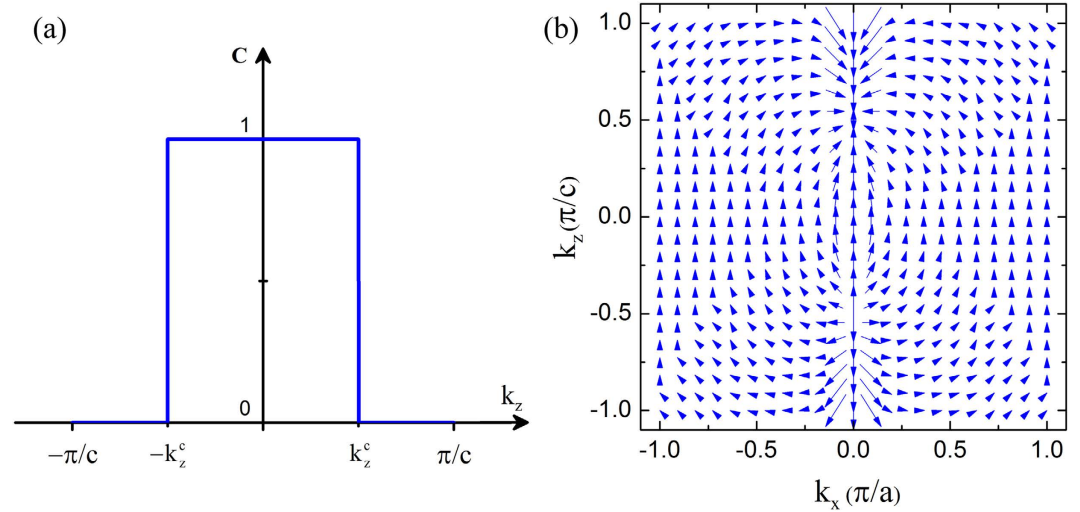 (a)
C
1
0
k_z
−π/c
−k_z^c
k_z^c
π/c
(b)
1.0
0.5
0.0
-0.5
-1.0
k_z(π/c)
-1.0
-0.5
0.0
0.5
1.0
k_x(π/a)